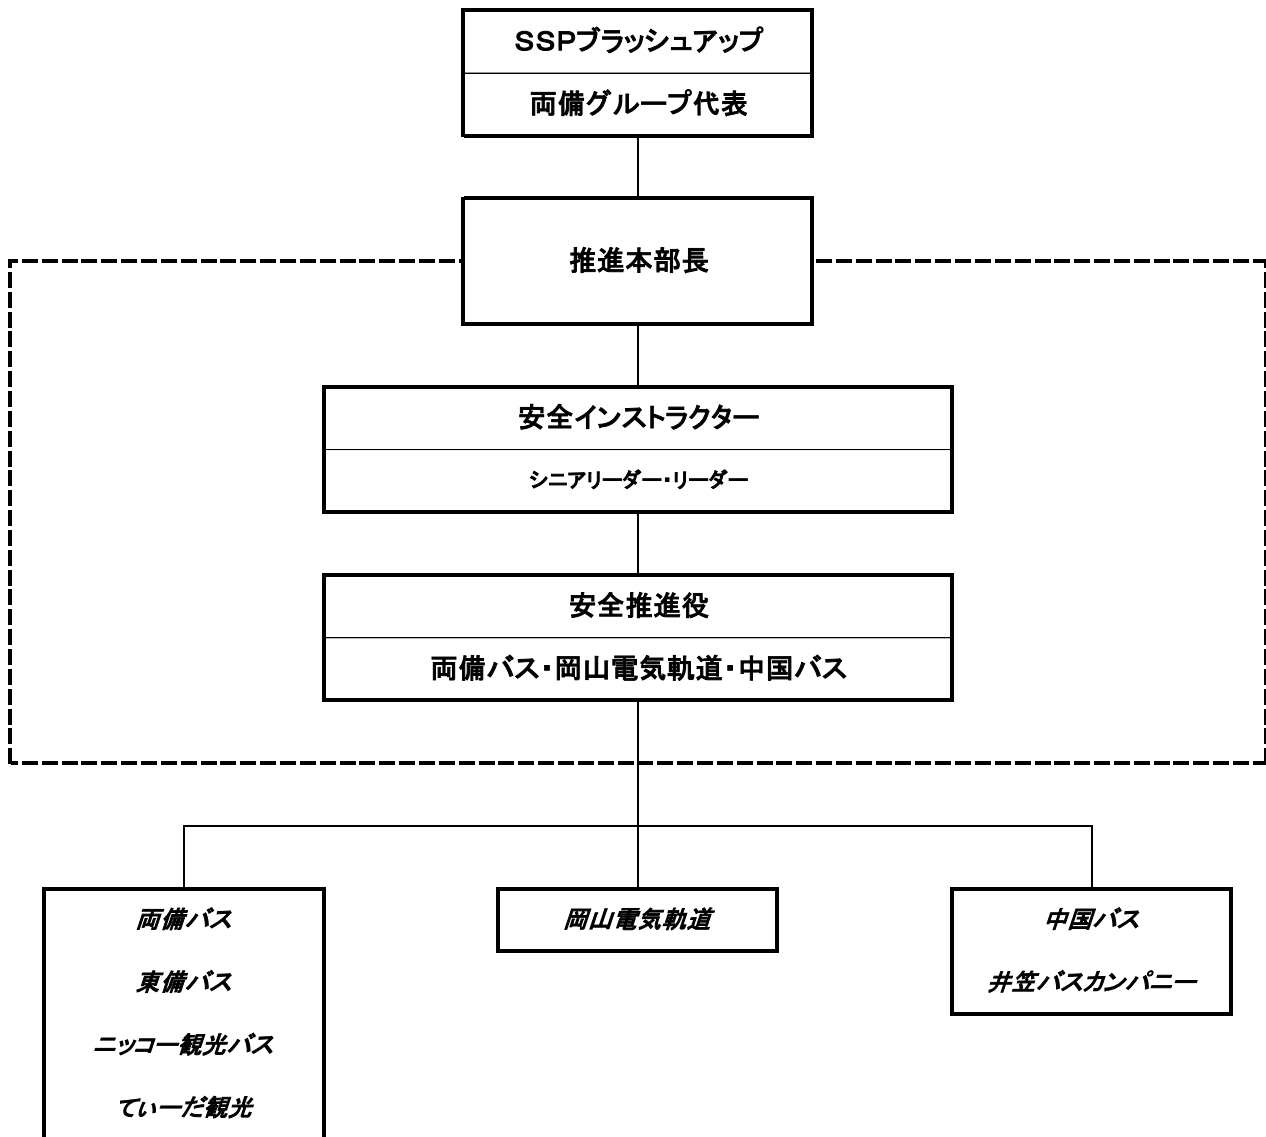 SSPブラッシュアップ
両備グループ代表
推進本部長
安全インストラクター
シニアリーダー・リーダー
安全推進役
両備バス・岡山電気軌道・中国バス
両備バス
東備バス
ニッコー観光バス
てぃーだ観光
岡山電気軌道
中国バス
井笠バスカンパニー